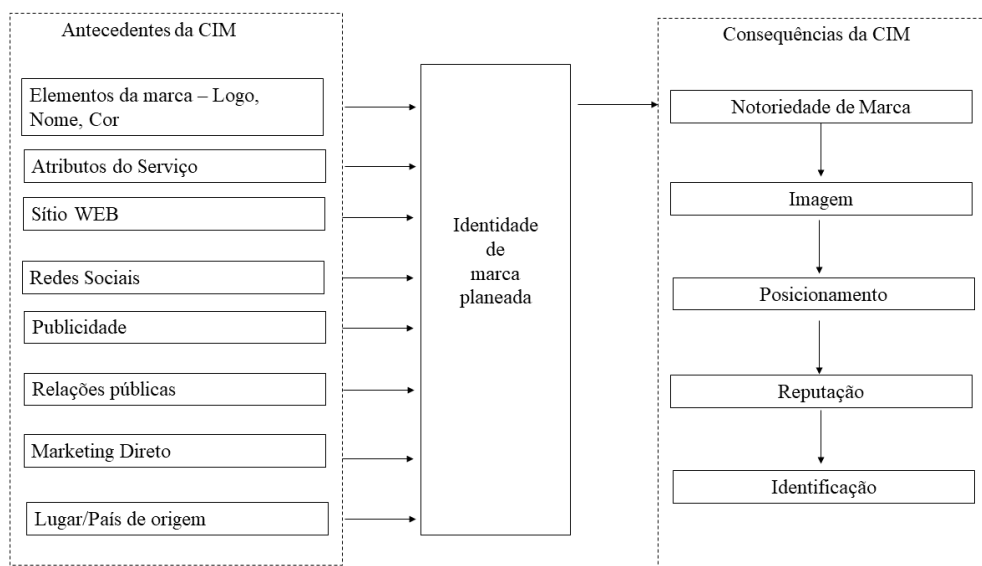 Antecedentes da CIM
Elementos da marca – Logo,
Nome, Cor
Atributos do Serviço
Sítio WEB
Redes Sociais
Publicidade
Relações públicas
Marketing Direto
Lugar/País de origem
Identidade
de
marca
planeada
Consequências da CIM
Notoriedade de Marca
Imagem
Posicionamento
Reputação
Identificação